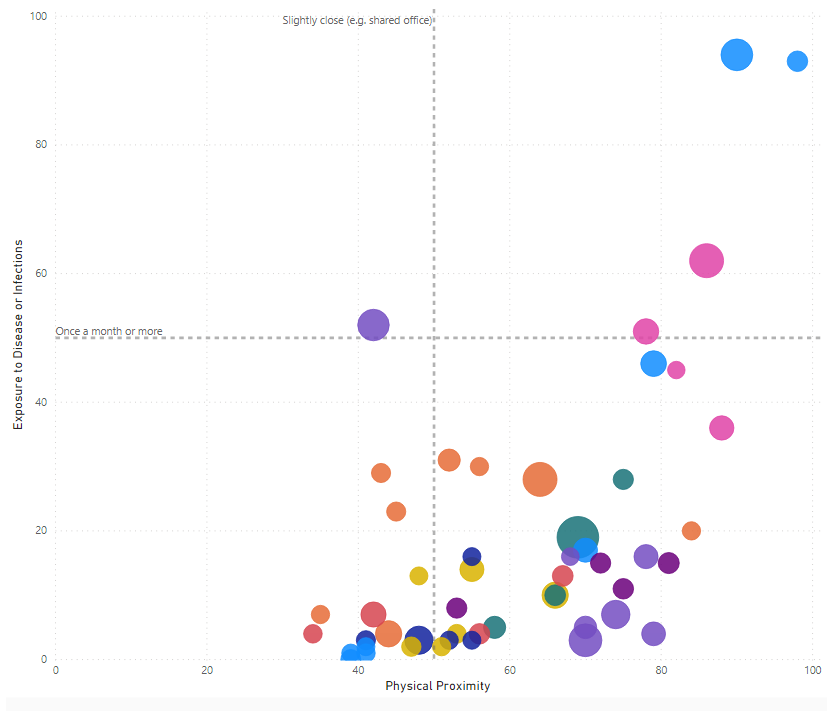 100
Slightly close (e.g. shared office)
80
60
Once a month or more
40
20
0
0 20 40 60 80 100
Physical Proximity
Exposure to Disease or Infections